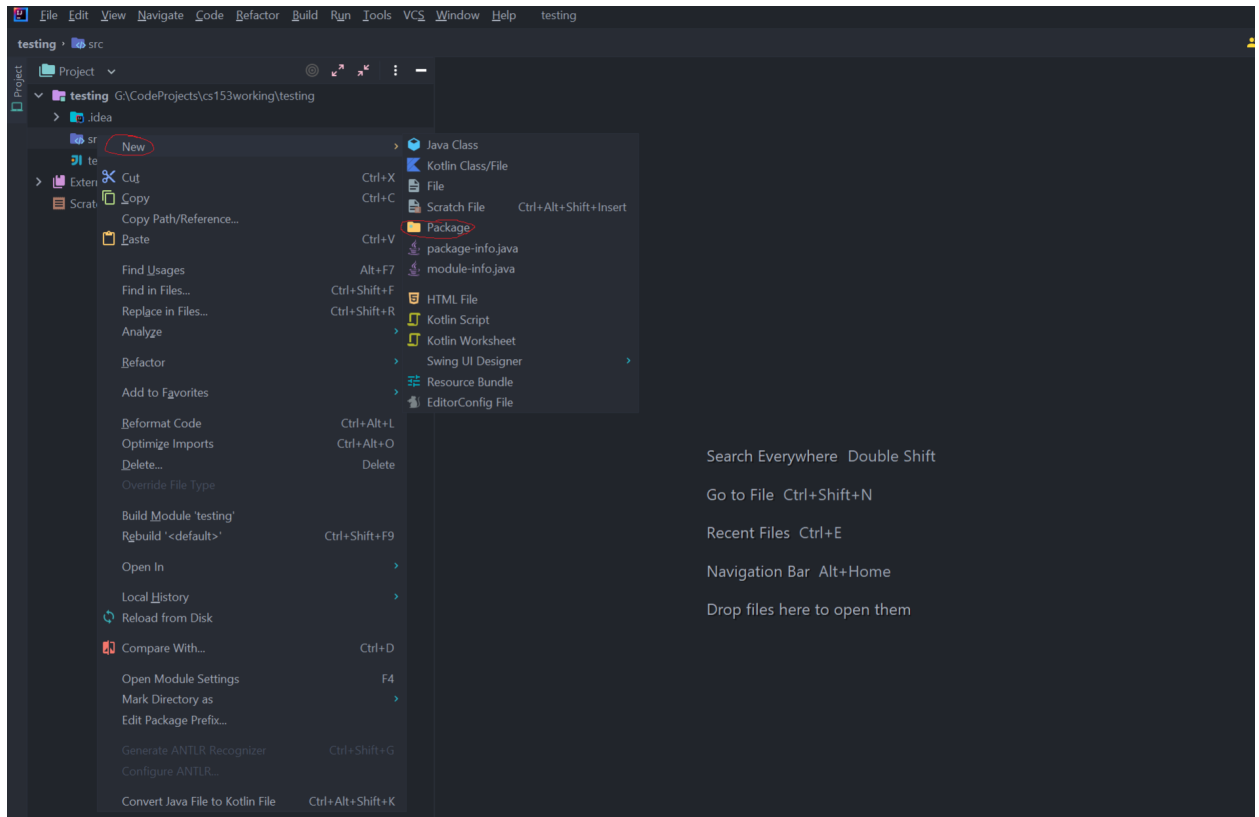 File Edit View Navigate Code Refactor Build Run Tools VCS Window Help testing
testing src
Project
Project
testing G:\CodeProjects\cs153working\testing
.idea
sr
te
Extern
Scrat
New
Cut Ctrl+X
Copy Ctrl+C
Copy Path/Reference...
Paste Ctrl+V
Find Usages Alt+F7
Find in Files... Ctrl+Shift+F
Replace in Files... Ctrl+Shift+R
Analyze
Refactor
Add to Favorites
Reformat Code Ctrl+Alt+L
Optimize Imports Ctrl+Alt+O
Delete... Delete
Override File Type
Build Module 'testing'
Rebuild '<default>' Ctrl+Shift+F9
Open In
Local History
Reload from Disk
Compare With... Ctrl+D
Open Module Settings F4
Mark Directory as
Edit Package Prefix...
Generate ANTLR Recognizer Ctrl+Shift+G
Configure ANTLR...
Convert Java File to Kotlin File Ctrl+Alt+Shift+K
Java Class
Kotlin Class/File
File
Scratch File Ctrl+Alt+Shift+Insert
Package
package-info.java
module-info.java
HTML File
Kotlin Script
Kotlin Worksheet
Swing UI Designer
Resource Bundle
EditorConfig File
Search Everywhere Double Shift
Go to File Ctrl+Shift+N
Recent Files Ctrl+E
Navigation Bar Alt+Home
Drop files here to open them